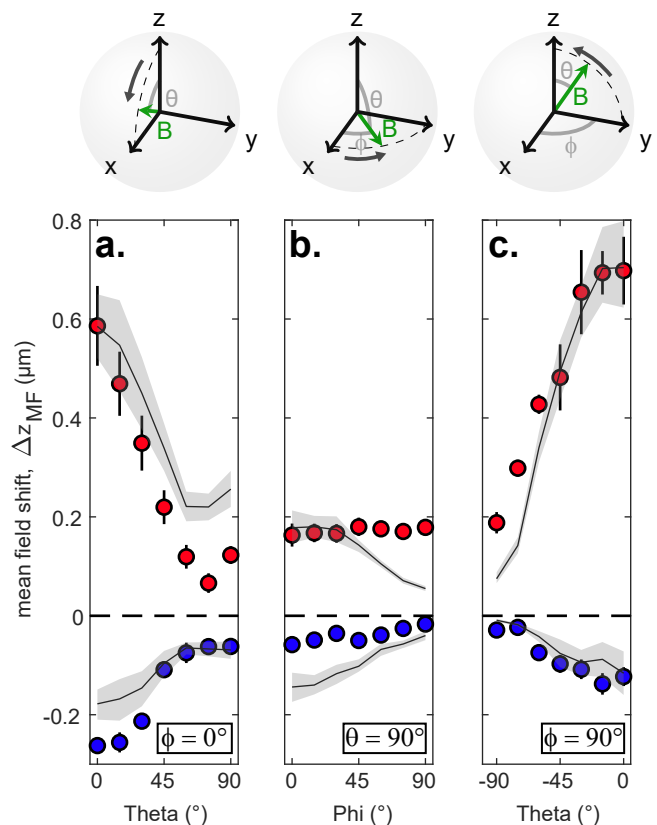 z
z
z
θ
θ
θ
B
B
B
ϕ
ϕ
x
y
x
y
x
y
a.
b.
c.
mean field shift, Δz_MF (μm)
0.8
0.6
0.4
0.2
0
-0.2
ϕ = 0°
θ = 90°
ϕ = 90°
0
45
90
0
45
90
-90
-45
0
Theta (°)
Phi (°)
Theta (°)